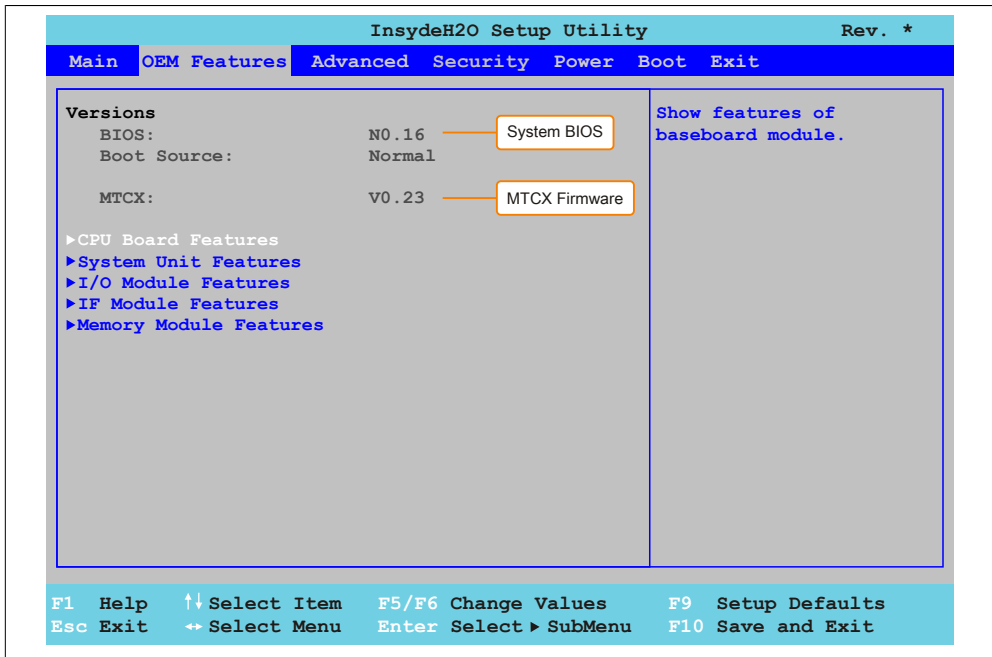 InsydeH2O Setup Utility Rev. *
Main OEM Features Advanced Security Power Boot Exit
Versions
BIOS: N0.16 System BIOS
Boot Source: Normal
MTCX: V0.23 MTCX Firmware
▶CPU Board Features
▶System Unit Features
▶I/O Module Features
▶IF Module Features
▶Memory Module Features
Show features of
baseboard module.
F1 Help ↑↓ Select Item F5/F6 Change Values F9 Setup Defaults
Esc Exit ↔ Select Menu Enter Select ▶ SubMenu F10 Save and Exit